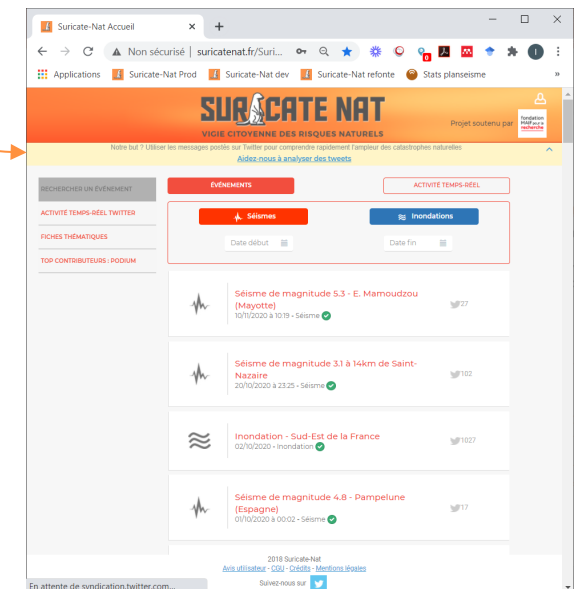 Suricate-Nat Accueil
Non sécurisé | suricatenat.fr/Suri...
Applications Suricate-Nat Prod Suricate-Nat dev Suricate-Nat refonte Stats planseisme »
SURICATE NAT
VIGIE CITOYENNE DES RISQUES NATURELS
Projet soutenu par
fondation
MAIF pour la
recherche
Notre but ? Utiliser les messages postés sur Twitter pour comprendre rapidement l'ampleur des catastrophes naturelles
Aidez-nous à analyser des tweets
RECHERCHER UN ÉVÉNEMENT
ACTIVITÉ TEMPS-RÉEL TWITTER
FICHES THÉMATIQUES
TOP CONTRIBUTEURS : PODIUM
ÉVÉNEMENTS
ACTIVITÉ TEMPS-RÉEL
Séismes
Inondations
Date début
Date fin
Séisme de magnitude 5.3 - E. Mamoudzou
(Mayotte)
10/11/2020 à 10:19 - Séisme
27
Séisme de magnitude 3.1 à 14km de Saint-
Nazaire
20/10/2020 à 23:25 - Séisme
102
Inondation - Sud-Est de la France
02/10/2020 - Inondation
1027
Séisme de magnitude 4.8 - Pampelune
(Espagne)
01/10/2020 à 00:02 - Séisme
17
2018 Suricate-Nat
Avis utilisateur - CGU - Crédits - Mentions légales
Suivez-nous sur
En attente de syndication.twitter.com...